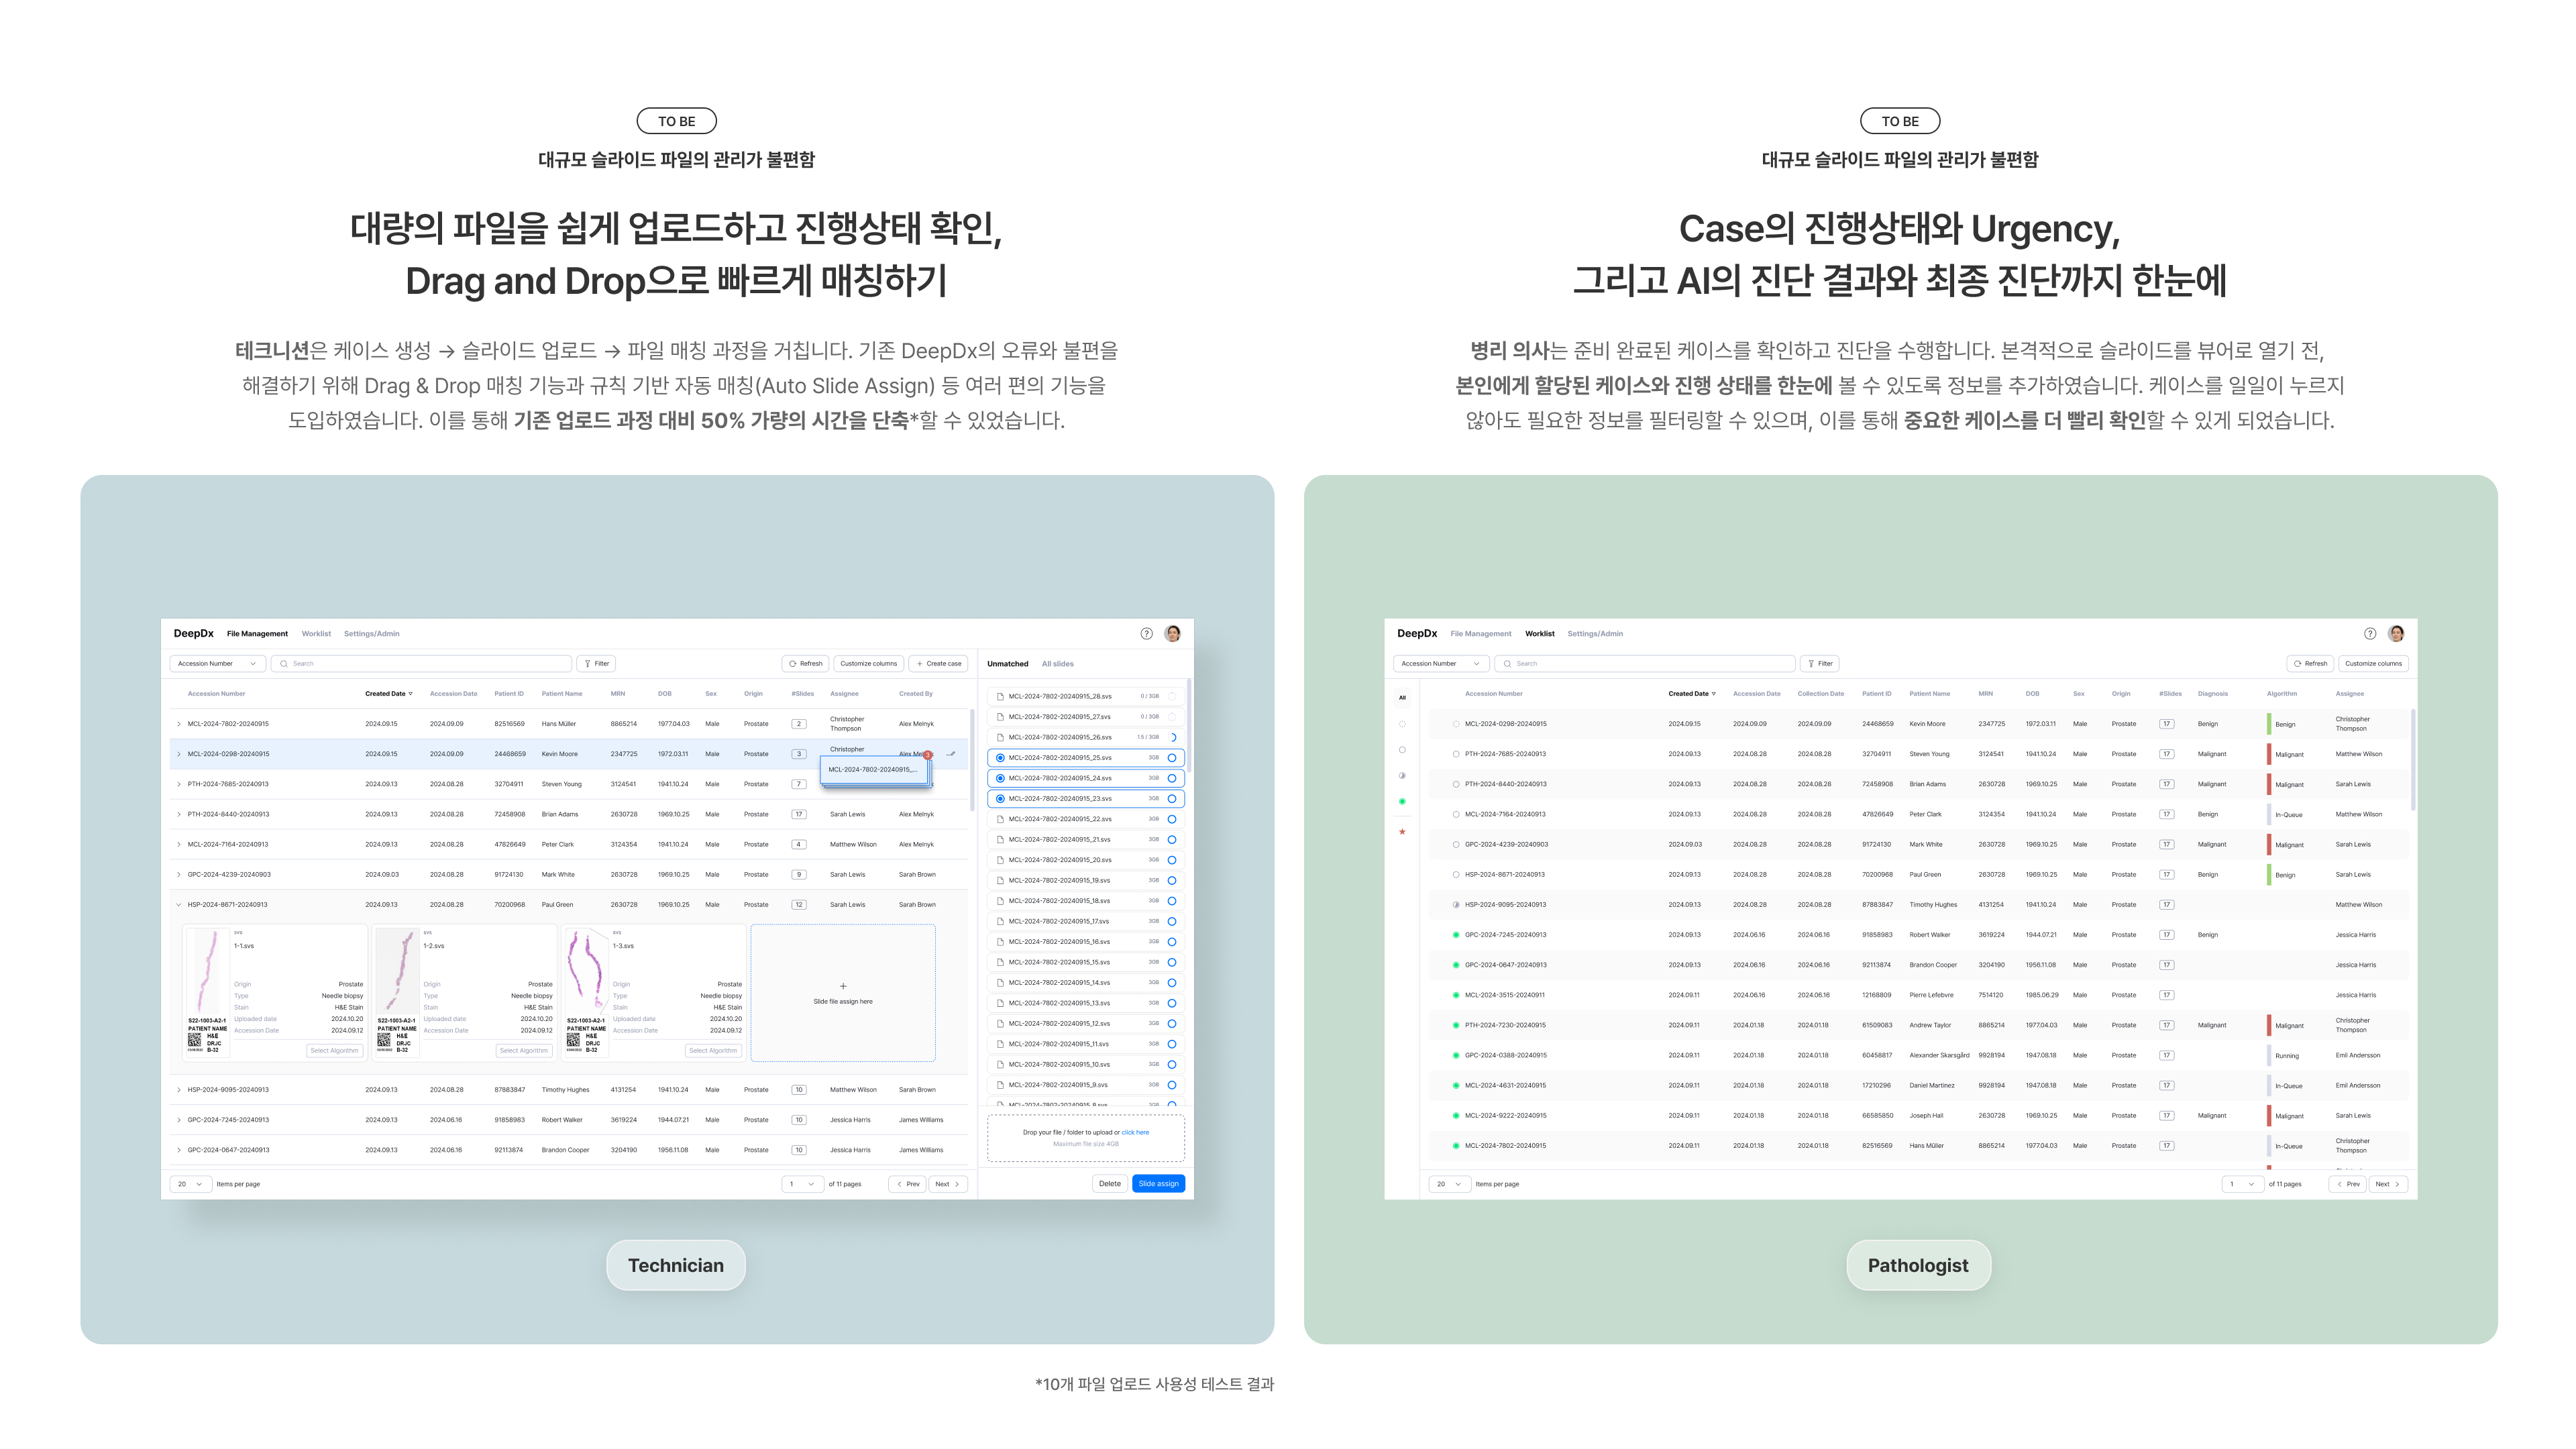 TO BE
대규모 슬라이드 파일의 관리가 불편함
대량의 파일을 쉽게 업로드하고 진행상태 확인,
Drag and Drop으로 빠르게 매칭하기
테크니션은 케이스 생성 → 슬라이드 업로드 → 파일 매칭 과정을 거칩니다. 기존 DeepDx의 오류와 불편을
해결하기 위해 Drag & Drop 매칭 기능과 규칙 기반 자동 매칭(Auto Slide Assign) 등 여러 편의 기능을
도입하였습니다. 이를 통해 기존 업로드 과정 대비 50% 가량의 시간을 단축*할 수 있었습니다.
DeepDx File Management Worklist Settings/Admin ?
Accession Number Search Filter Refresh Customize columns + Create case
Accession Number Created Date Accession Date Patient ID Patient Name MRN DOB Sex Origin #Slides Assignee Created By
MCL-2024-7802-20240915 2024.09.15 2024.09.09 82516569 Hans Müller 8865214 1977.04.03 Male Prostate 2 Christopher Thompson Alex Melnyk
MCL-2024-0298-20240915 2024.09.15 2024.09.09 24468659 Kevin Moore 2347725 1972.03.11 Male Prostate 3 Christopher
MCL-2024-7802-20240915_...
PTH-2024-7685-20240913 2024.09.13 2024.08.28 32704911 Steven Young 3124541 1941.10.24 Male Prostate 7
PTH-2024-8440-20240913 2024.09.13 2024.08.28 72458908 Brian Adams 2630728 1969.10.25 Male Prostate 17 Sarah Lewis Alex Melnyk
MCL-2024-7164-20240913 2024.09.13 2024.08.28 47826649 Peter Clark 3124354 1941.10.24 Male Prostate 4 Matthew Wilson Alex Melnyk
GPC-2024-4239-20240903 2024.09.03 2024.08.28 91724130 Mark White 2630728 1969.10.25 Male Prostate 9 Sarah Lewis Sarah Brown
HSP-2024-8671-20240913 2024.09.13 2024.08.28 70200968 Paul Green 2630728 1969.10.25 Male Prostate 12 Sarah Lewis Sarah Brown
SVS
1-1.svs
Origin Prostate
Type Needle biopsy
Stain H&E Stain
Uploaded date 2024.10.20
Accession Date 2024.09.12
Select Algorithm
S22-1003-A2-1
PATIENT NAME
H&E
DRJC
B-32
SVS
1-2.svs
Origin Prostate
Type Needle biopsy
Stain H&E Stain
Uploaded date 2024.10.20
Accession Date 2024.09.12
Select Algorithm
S22-1003-A2-1
PATIENT NAME
H&E
DRJC
B-32
SVS
1-3.svs
Origin Prostate
Type Needle biopsy
Stain H&E Stain
Uploaded date 2024.10.20
Accession Date 2024.09.12
Select Algorithm
S22-1003-A2-1
PATIENT NAME
H&E
DRJC
B-32
+
Slide file assign here
HSP-2024-9095-20240913 2024.09.13 2024.08.28 87883847 Timothy Hughes 4131254 1941.10.24 Male Prostate 10 Matthew Wilson Sarah Brown
GPC-2024-7245-20240913 2024.09.13 2024.06.16 91858983 Robert Walker 3619224 1944.07.21 Male Prostate 10 Jessica Harris James Williams
GPC-2024-0647-20240913 2024.09.13 2024.06.16 92113874 Brandon Cooper 3204190 1956.11.08 Male Prostate 10 Jessica Harris James Williams
20 Items per page 1 of 11 pages Prev Next
Unmatched All slides
MCL-2024-7802-20240915_28.svs 0 / 3GB
MCL-2024-7802-20240915_27.svs 0 / 3GB
MCL-2024-7802-20240915_26.svs 1.5 / 3GB
MCL-2024-7802-20240915_25.svs 3GB
MCL-2024-7802-20240915_24.svs 3GB
MCL-2024-7802-20240915_23.svs 3GB
MCL-2024-7802-20240915_22.svs 3GB
MCL-2024-7802-20240915_21.svs 3GB
MCL-2024-7802-20240915_20.svs 3GB
MCL-2024-7802-20240915_19.svs 3GB
MCL-2024-7802-20240915_18.svs 3GB
MCL-2024-7802-20240915_17.svs 3GB
MCL-2024-7802-20240915_16.svs 3GB
MCL-2024-7802-20240915_15.svs 3GB
MCL-2024-7802-20240915_14.svs 3GB
MCL-2024-7802-20240915_13.svs 3GB
MCL-2024-7802-20240915_12.svs 3GB
MCL-2024-7802-20240915_11.svs 3GB
MCL-2024-7802-20240915_10.svs 3GB
MCL-2024-7802-20240915_9.svs 3GB
MCL-2024-7802-20240915_8.svs 3GB
Drop your file / folder to upload or click here
Maximum file size 4GB
Delete Slide assign
Technician
*10개 파일 업로드 사용성 테스트 결과
TO BE
대규모 슬라이드 파일의 관리가 불편함
Case의 진행상태와 Urgency,
그리고 AI의 진단 결과와 최종 진단까지 한눈에
병리 의사는 준비 완료된 케이스를 확인하고 진단을 수행합니다. 본격적으로 슬라이드를 뷰어로 열기 전,
본인에게 할당된 케이스와 진행 상태를 한눈에 볼 수 있도록 정보를 추가하였습니다. 케이스를 일일이 누르지
않아도 필요한 정보를 필터링할 수 있으며, 이를 통해 중요한 케이스를 더 빨리 확인할 수 있게 되었습니다.
DeepDx File Management Worklist Settings/Admin ?
Accession Number Search Filter Refresh Customize columns
All
Accession Number Created Date Accession Date Collection Date Patient ID Patient Name MRN DOB Sex Origin #Slides Diagnosis Algorithm Assignee
MCL-2024-0298-20240915 2024.09.15 2024.09.09 2024.09.09 24468659 Kevin Moore 2347725 1972.03.11 Male Prostate 17 Benign Benign Christopher Thompson
PTH-2024-7685-20240913 2024.09.13 2024.08.28 2024.08.28 32704911 Steven Young 3124541 1941.10.24 Male Prostate 17 Malignant Malignant Matthew Wilson
PTH-2024-8440-20240913 2024.09.13 2024.08.28 2024.08.28 72458908 Brian Adams 2630728 1969.10.25 Male Prostate 17 Malignant Malignant Sarah Lewis
MCL-2024-7164-20240913 2024.09.13 2024.08.28 2024.08.28 47826649 Peter Clark 3124354 1941.10.24 Male Prostate 17 Benign In-Queue Matthew Wilson
GPC-2024-4239-20240903 2024.09.03 2024.08.28 2024.08.28 91724130 Mark White 2630728 1969.10.25 Male Prostate 17 Malignant Malignant Sarah Lewis
HSP-2024-8671-20240913 2024.09.13 2024.08.28 2024.08.28 70200968 Paul Green 2630728 1969.10.25 Male Prostate 17 Benign Benign Sarah Lewis
HSP-2024-9095-20240913 2024.09.13 2024.08.28 2024.08.28 87883847 Timothy Hughes 4131254 1941.10.24 Male Prostate 17 Matthew Wilson
GPC-2024-7245-20240913 2024.09.13 2024.06.16 2024.06.16 91858983 Robert Walker 3619224 1944.07.21 Male Prostate 17 Benign Jessica Harris
GPC-2024-0647-20240913 2024.09.13 2024.06.16 2024.06.16 92113874 Brandon Cooper 3204190 1956.11.08 Male Prostate 17 Jessica Harris
MCL-2024-3515-20240911 2024.09.11 2024.06.16 2024.06.16 12168809 Pierre Lefebvre 7514120 1985.06.29 Male Prostate 17 Jessica Harris
PTH-2024-7230-20240915 2024.09.11 2024.01.18 2024.01.18 61509083 Andrew Taylor 8865214 1977.04.03 Male Prostate 17 Malignant Malignant Christopher Thompson
GPC-2024-0388-20240915 2024.09.11 2024.01.18 2024.01.18 60458817 Alexander Skarsgård 9928194 1947.08.18 Male Prostate 17 Running Emil Andersson
MCL-2024-4631-20240915 2024.09.11 2024.01.18 2024.01.18 17210296 Daniel Martinez 9928194 1947.08.18 Male Prostate 17 In-Queue Emil Andersson
MCL-2024-9222-20240915 2024.09.11 2024.01.18 2024.01.18 66585850 Joseph Hall 2630728 1969.10.25 Male Prostate 17 Malignant Malignant Sarah Lewis
MCL-2024-7802-20240915 2024.09.11 2024.01.18 2024.01.18 82516569 Hans Müller 8865214 1977.04.03 Male Prostate 17 In-Queue Christopher Thompson
20 Items per page 1 of 11 pages Prev Next
Pathologist